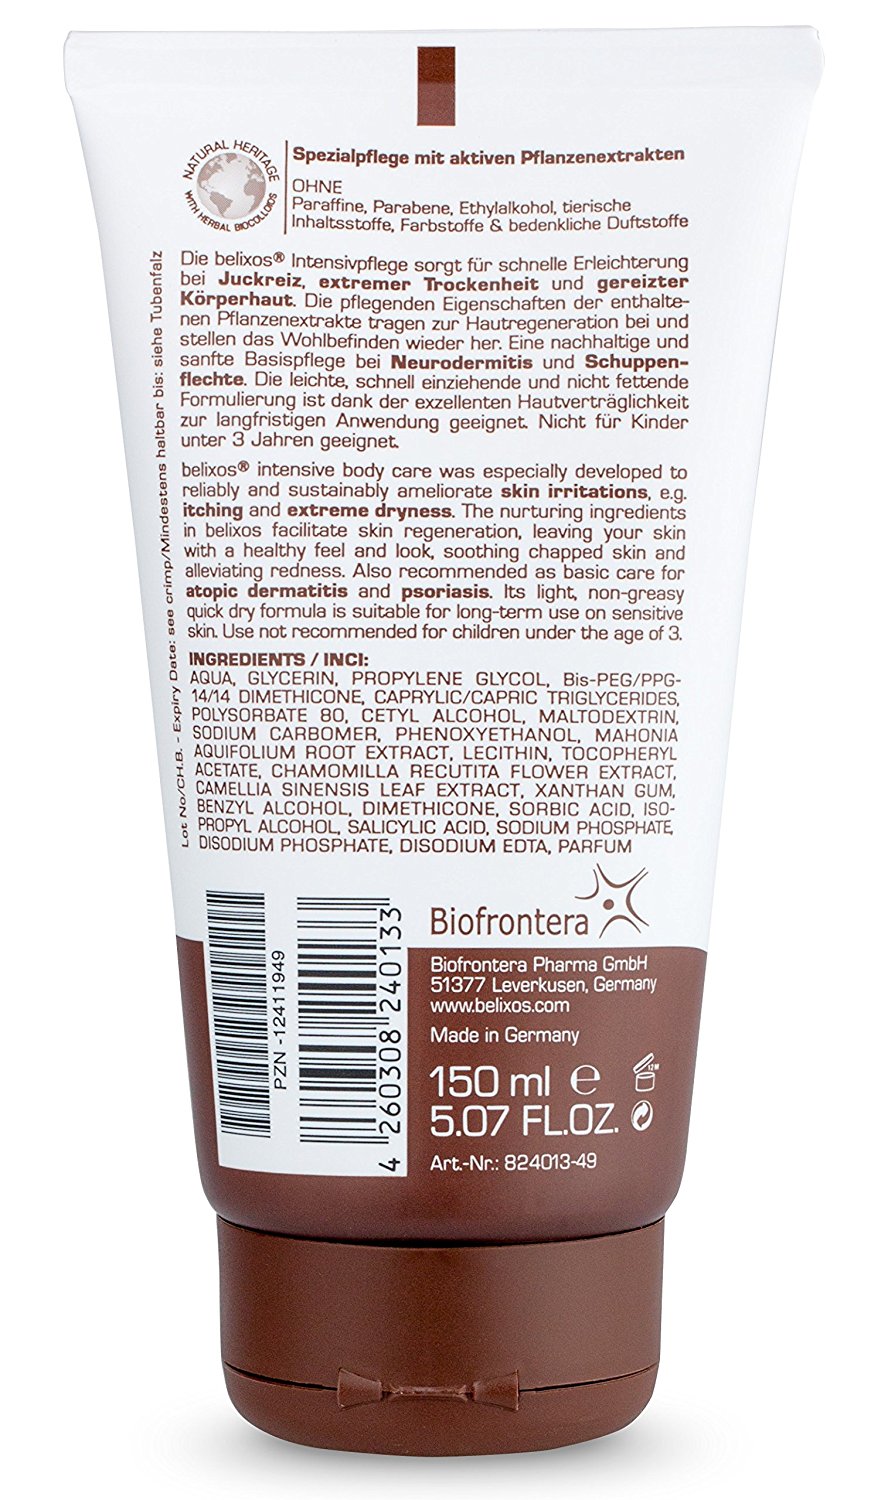 NATURAL HERITAGE
WITH HERBAL BIOCOLLOIDS
Spezialpflege mit aktiven Pflanzenextrakten
OHNE
Paraffine, Parabene, Ethylalkohol, tierische
Inhaltsstoffe, Farbstoffe & bedenkliche Duftstoffe
Die belixos® Intensivpflege sorgt für schnelle Erleichterung
bei Juckreiz, extremer Trockenheit und gereizter
Körperhaut. Die pflegenden Eigenschaften der enthalte-
nen Pflanzenextrakte tragen zur Hautregeneration bei und
stellen das Wohlbefinden wieder her. Eine nachhaltige und
sanfte Basispflege bei Neurodermitis und Schuppen-
flechte. Die leichte, schnell einziehende und nicht fettende
Formulierung ist dank der exzellenten Hautverträglichkeit
zur langfristigen Anwendung geeignet. Nicht für Kinder
unter 3 Jahren geeignet.
belixos® intensive body care was especially developed to
reliably and sustainably ameliorate skin irritations, e.g.
itching and extreme dryness. The nurturing ingredients
in belixos facilitate skin regeneration, leaving your skin
with a healthy feel and look, soothing chapped skin and
alleviating redness. Also recommended as basic care for
atopic dermatitis and psoriasis. Its light, non-greasy
quick dry formula is suitable for long-term use on sensitive
skin. Use not recommended for children under the age of 3.
INGREDIENTS / INCI:
AQUA, GLYCERIN, PROPYLENE GLYCOL, Bis-PEG/PPG-
14/14 DIMETHICONE, CAPRYLIC/CAPRIC TRIGLYCERIDES,
POLYSORBATE 80, CETYL ALCOHOL, MALTODEXTRIN,
SODIUM CARBOMER, PHENOXYETHANOL, MAHONIA
AQUIFOLIUM ROOT EXTRACT, LECITHIN, TOCOPHERYL
ACETATE, CHAMOMILLA RECUTITA FLOWER EXTRACT,
CAMELLIA SINENSIS LEAF EXTRACT, XANTHAN GUM,
BENZYL ALCOHOL, DIMETHICONE, SORBIC ACID, ISO-
PROPYL ALCOHOL, SALICYLIC ACID, SODIUM PHOSPHATE,
DISODIUM PHOSPHATE, DISODIUM EDTA, PARFUM
Lot No/CH.B. - Expiry Date: see crimp/Mindestens haltbar bis: siehe Tubenfalz
PZN -12411949
4 260308 240133
Biofrontera
Biofrontera Pharma GmbH
51377 Leverkusen, Germany
www.belixos.com
Made in Germany
150 ml e
12 M
5.07 FL.OZ.
Art.-Nr.: 824013-49